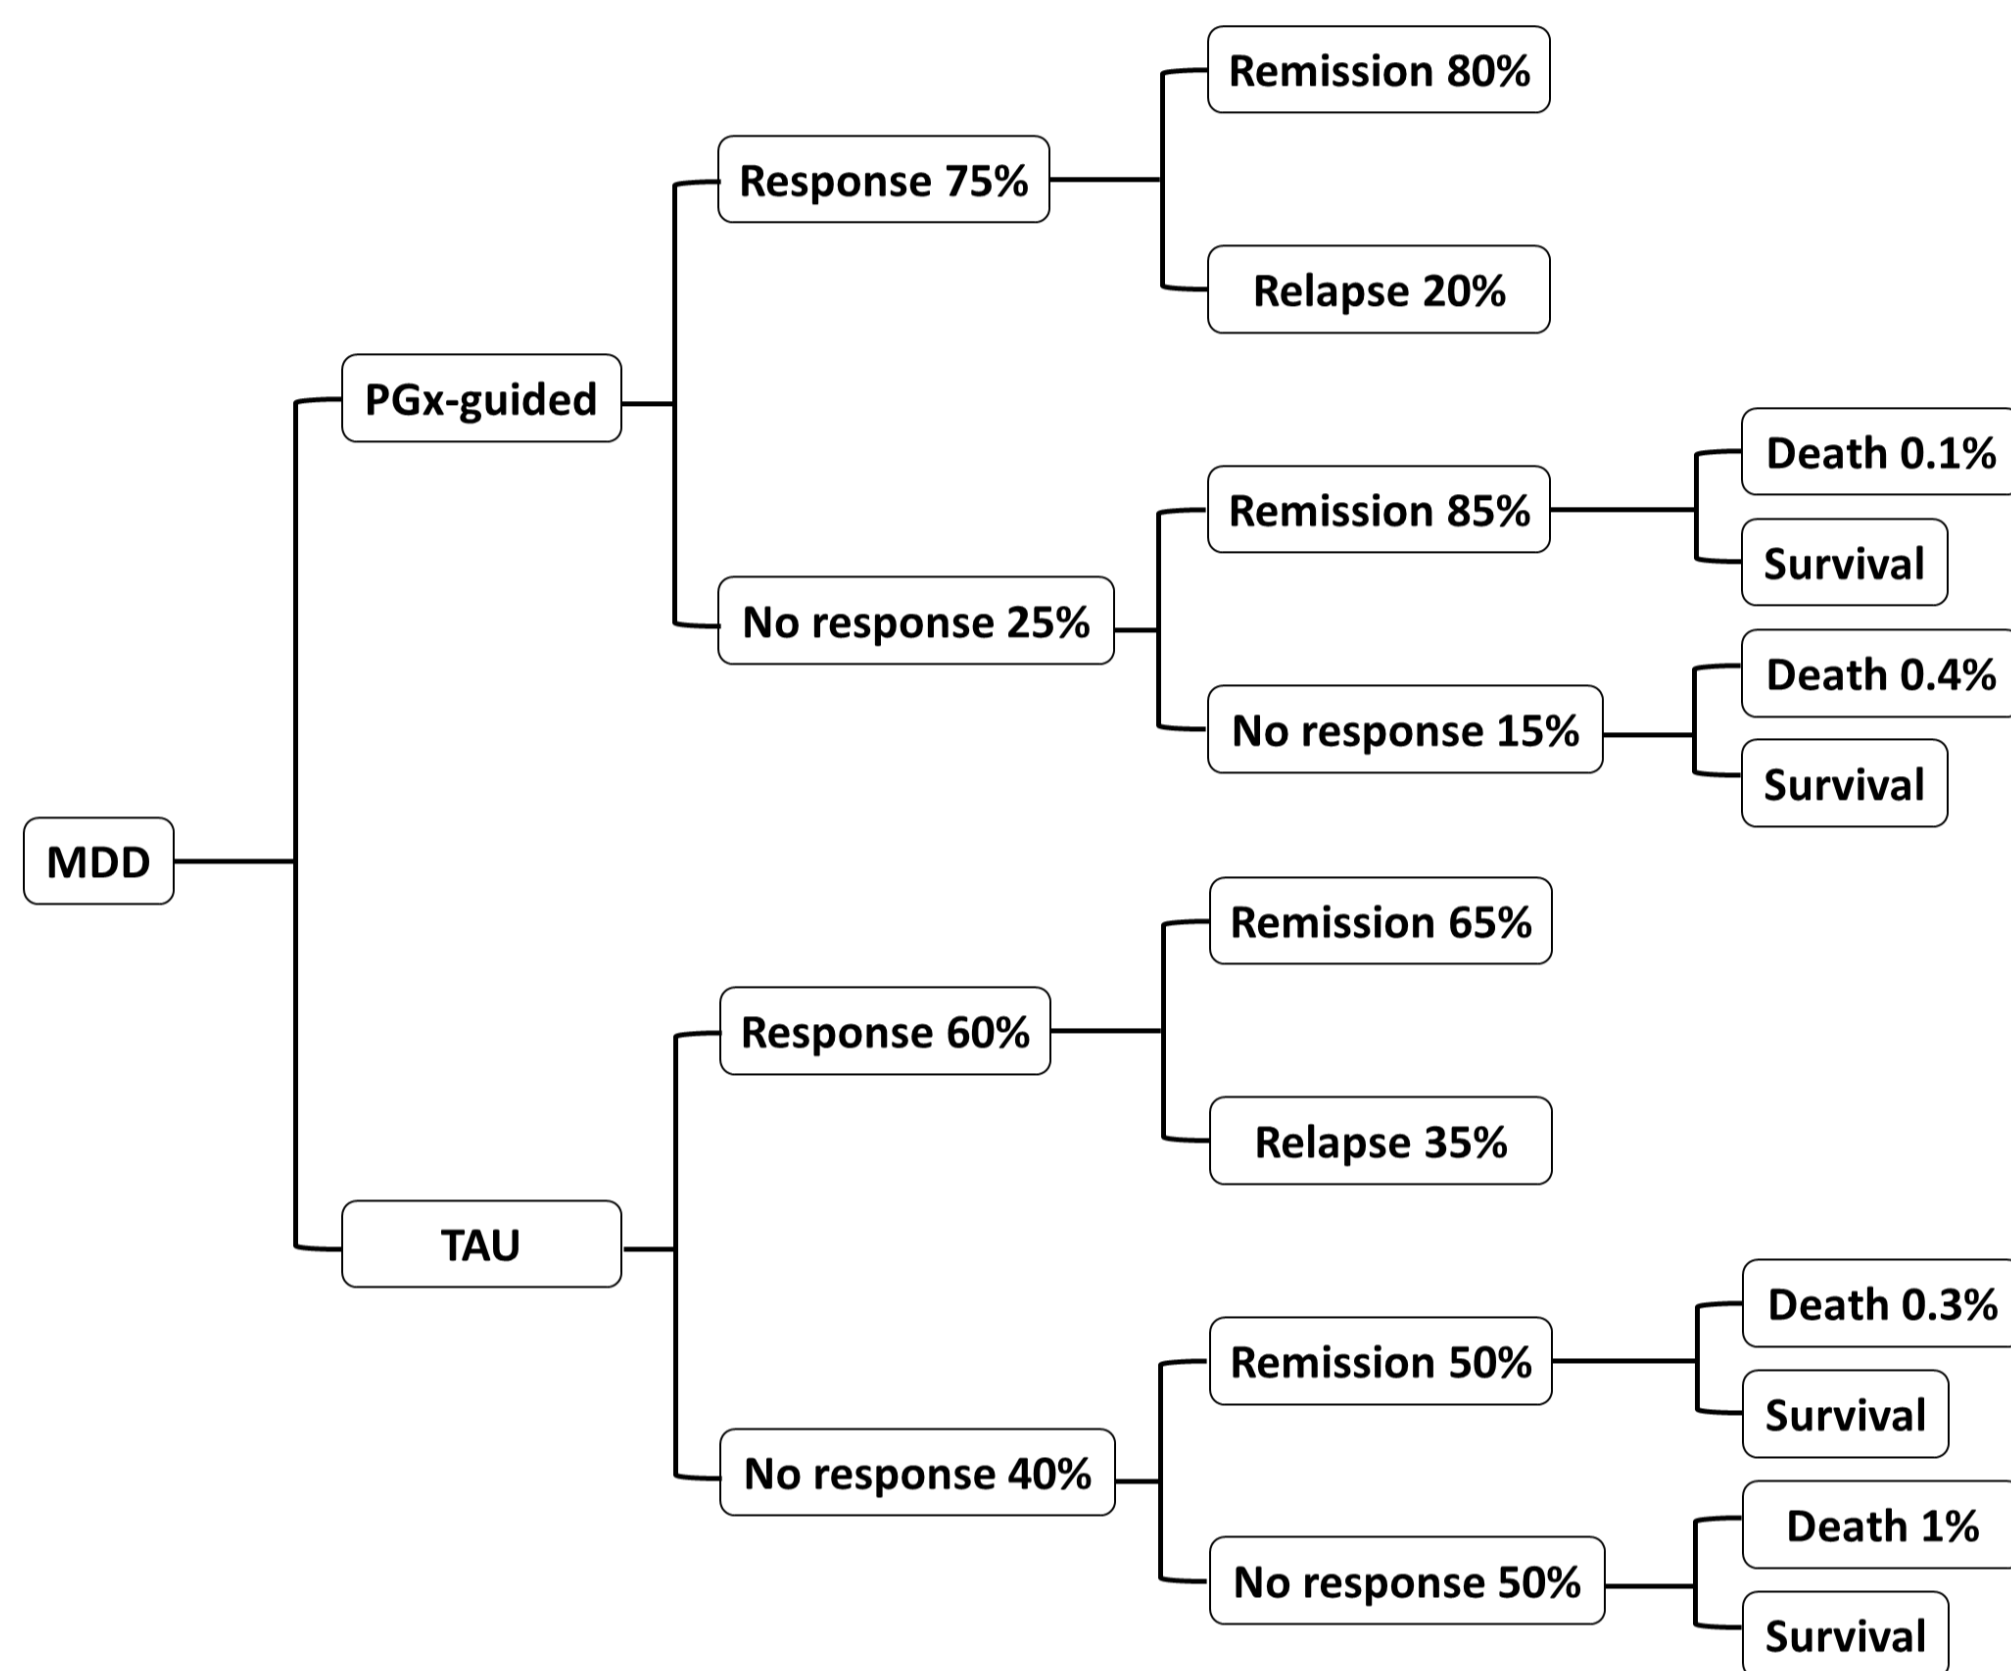 Remission 80%
Response 75%
Relapse 20%
PGx-guided
Death 0.1%
Remission 85%
Survival
No response 25%
Death 0.4%
No response 15%
Survival
MDD
Remission 65%
Response 60%
Relapse 35%
TAU
Death 0.3%
Remission 50%
Survival
No response 40%
Death 1%
No response 50%
Survival